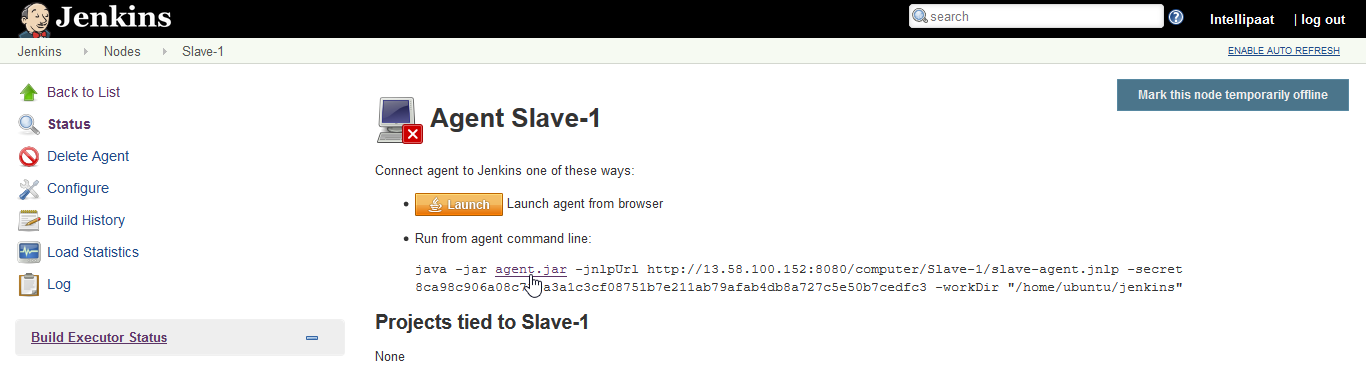 Jenkins
search
Intellipaat | log out
Jenkins Nodes Slave-1
ENABLE AUTO REFRESH
Back to List
Status
Delete Agent
Configure
Build History
Load Statistics
Log
Build Executor Status
Mark this node temporarily offline
Agent Slave-1
Connect agent to Jenkins one of these ways:
Launch Launch agent from browser
Run from agent command line:
java -jar agent.jar -jnlpUrl http://13.58.100.152:8080/computer/Slave-1/slave-agent.jnlp -secret
-workDir "/home/ubuntu/jenkins"
Projects tied to Slave-1
None